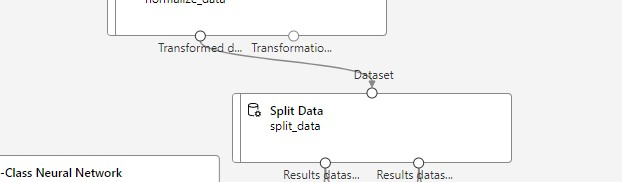 normalize_data
Transformed d... Transformatio...
Dataset
Split Data
split_data
-Class Neural Network
Results datas... Results datas...